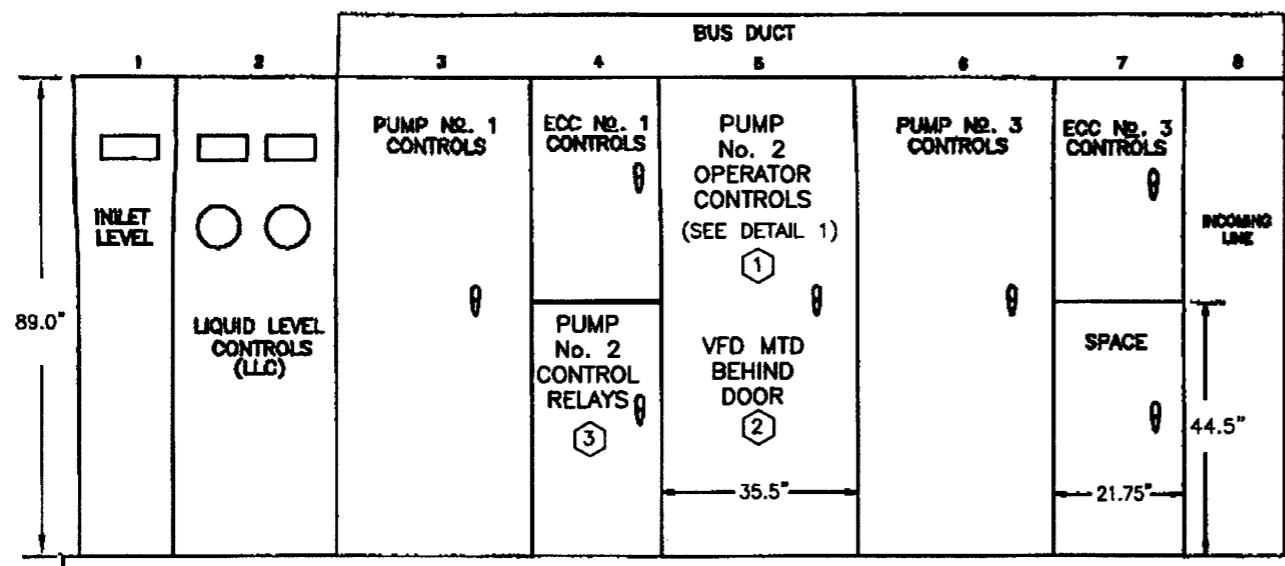 BUS DUCT
1 2 3 4 5 6 7 8
INLET
LEVEL
LIQUID LEVEL
CONTROLS
(LLC)
PUMP NO. 1
CONTROLS
ECC NO. 1
CONTROLS
PUMP
No. 2
CONTROL
RELAYS
3
PUMP
No. 2
OPERATOR
CONTROLS
(SEE DETAIL 1)
1
VFD MTD
BEHIND
DOOR
2
35.5"
PUMP NO. 3
CONTROLS
ECC NO. 3
CONTROLS
SPACE
21.75"
INCOMING
LINE
44.5"
89.0"